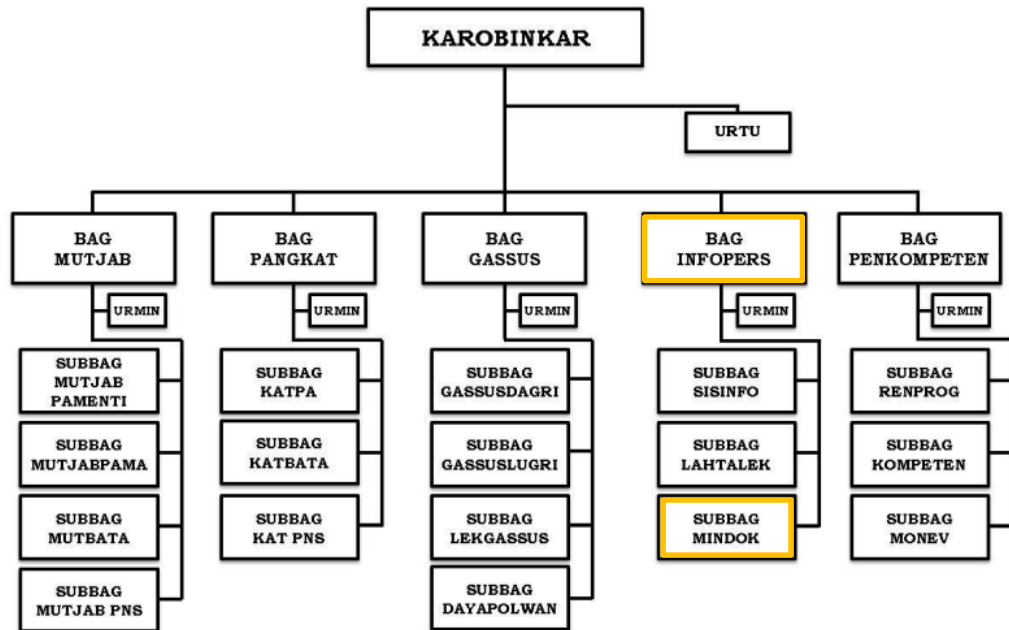 KAROBINKAR
URTU
BAG
MUTJAB
BAG
PANGKAT
BAG
GASSUS
BAG
INFOPERS
BAG
PENKOMPETEN
URMIN
URMIN
URMIN
URMIN
URMIN
SUBBAG
MUTJAB
PAMENTI
SUBBAG
MUTJABPAMA
SUBBAG
MUTBATA
SUBBAG
MUTJAB PNS
SUBBAG
KATPA
SUBBAG
KATBATA
SUBBAG
KAT PNS
SUBBAG
GASSUSDAGRI
SUBBAG
GASSUSLUGRI
SUBBAG
LEKGASSUS
SUBBAG
DAYAPOLWAN
SUBBAG
SISINFO
SUBBAG
LAHTALEK
SUBBAG
MINDOK
SUBBAG
RENPROG
SUBBAG
KOMPETEN
SUBBAG
MONEV